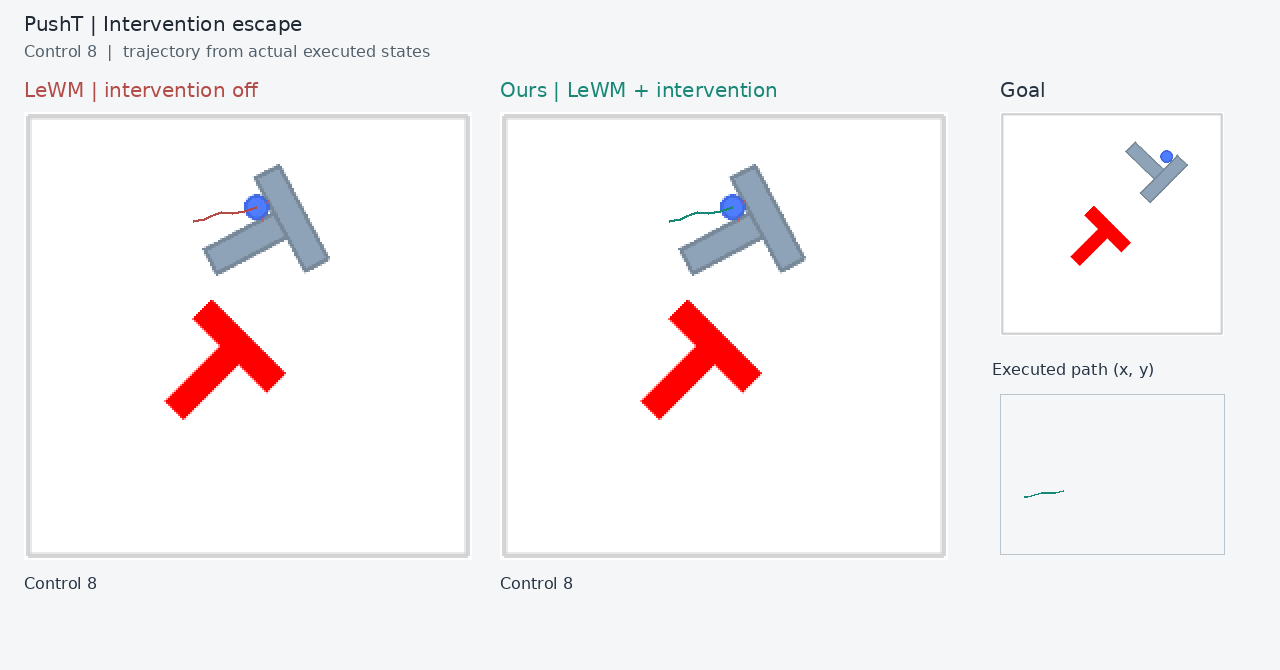 PushT | Intervention escape
Control 8 | trajectory from actual executed states
LeWM | intervention off
Ours | LeWM + intervention
Goal
Executed path (x, y)
Control 8
Control 8